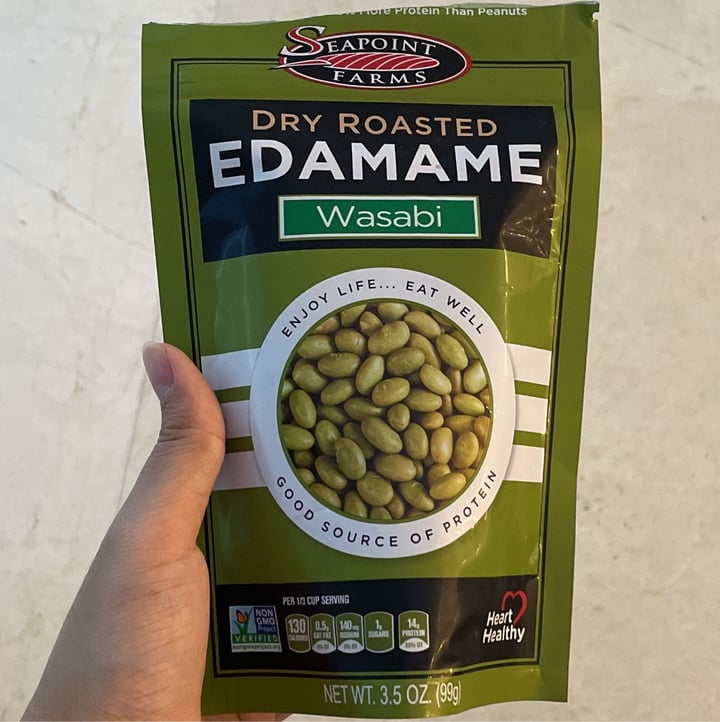 More Protein Than Peanuts
SEAPOINT
FARMS
DRY ROASTED
EDAMAME
Wasabi
ENJOY LIFE... EAT WELL
GOOD SOURCE OF PROTEIN
PER 1/3 CUP SERVING
NON
GMO
Project
VERIFIED
nongmoproject.org
130
CALORIES
0.5g
SAT FAT
140mg
SODIUM
1g
SUGARS
14g
PROTEIN
Heart
Healthy
NET WT. 3.5 OZ. (99g)